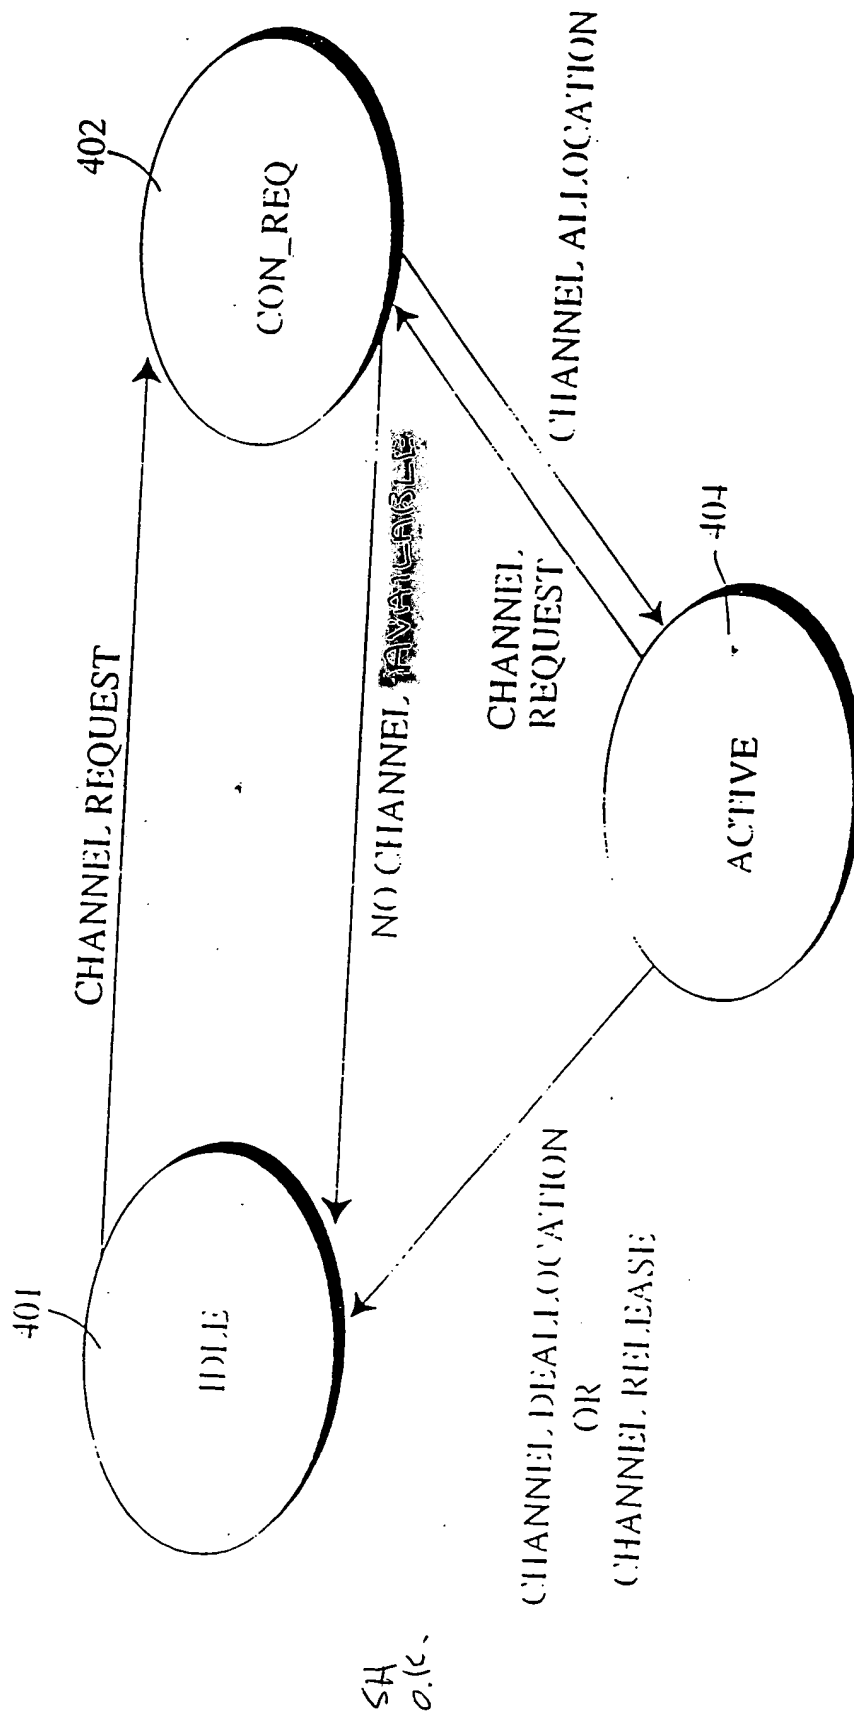 402
CON_REQ
CHANNEL REQUEST
401
IDLE
NO CHANNEL AVAILABLE
CHANNEL ALLOCATION
CHANNEL
REQUEST
404
ACTIVE
CHANNEL DEALLOCATION
OR
CHANNEL RELEASE
SH
O.K.